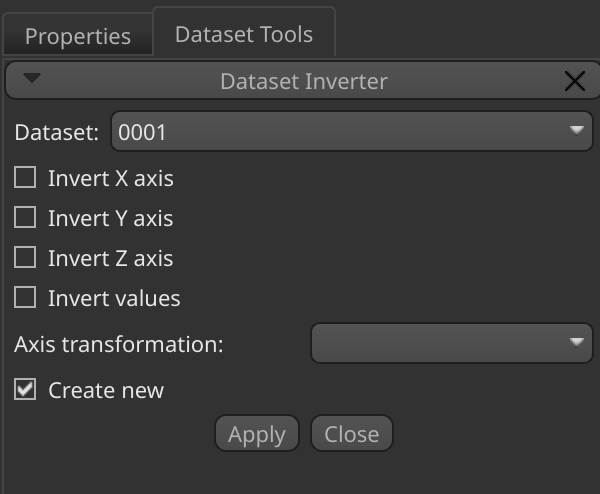 Properties Dataset Tools
Dataset Inverter
Dataset: 0001
Invert X axis
Invert Y axis
Invert Z axis
Invert values
Axis transformation:
Create new
Apply Close